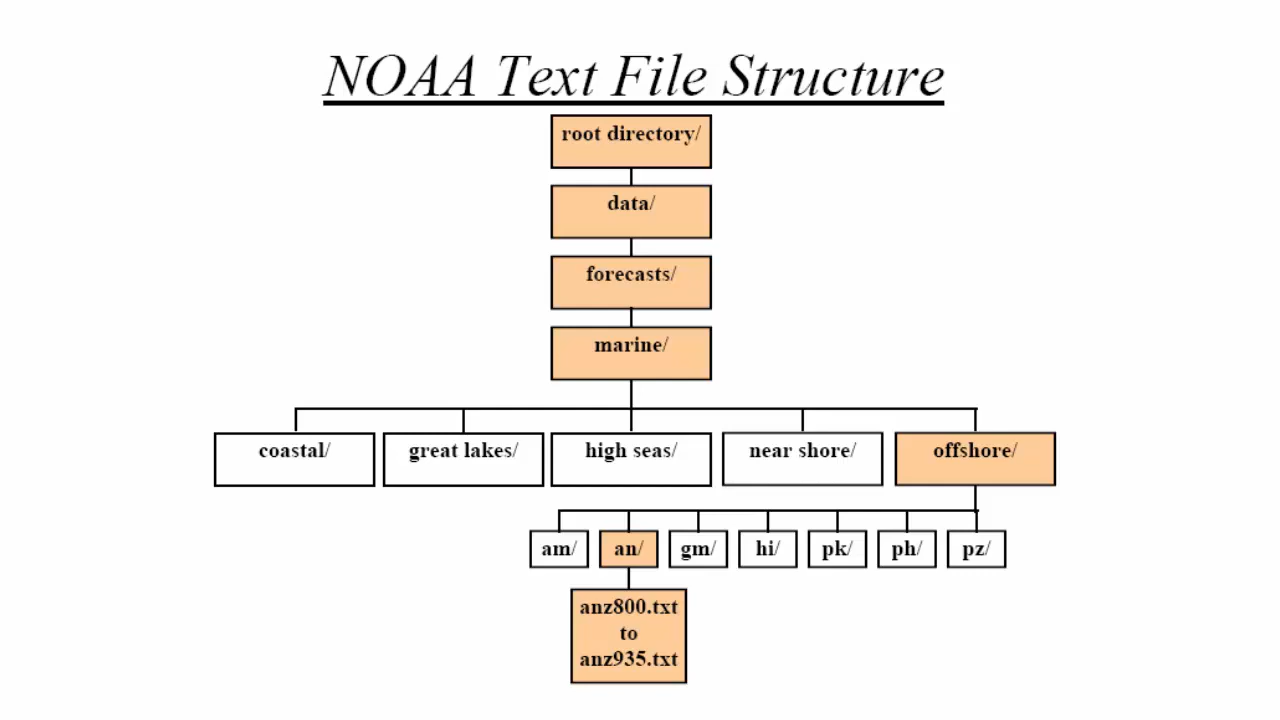 NOAA Text File Structure
root directory/
data/
forecasts/
marine/
coastal/
great lakes/
high seas/
near shore/
offshore/
am/
an/
gm/
hi/
pk/
ph/
pz/
anz800.txt
to
anz935.txt